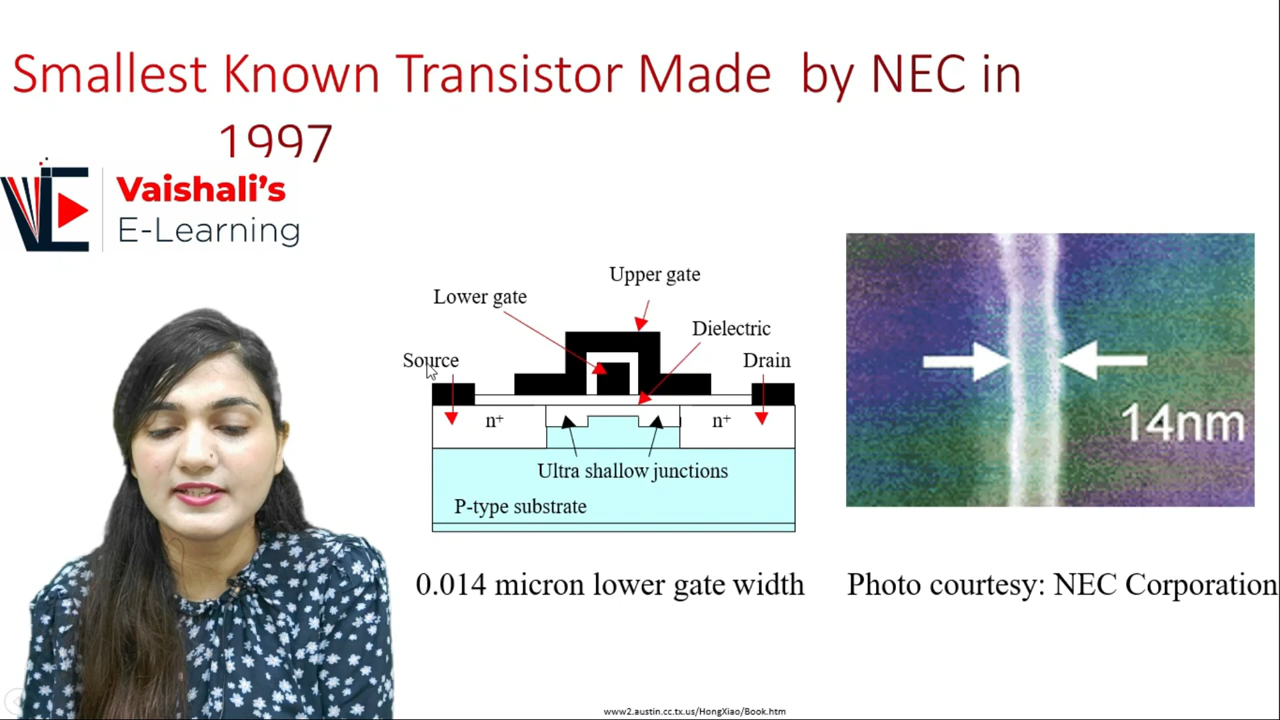 Smallest Known Transistor Made by NEC in
1997
Vaishali's
E-Learning
Upper gate
Lower gate
Dielectric
Source
Drain
n+
n+
14nm
Ultra shallow junctions
P-type substrate
0.014 micron lower gate width
Photo courtesy: NEC Corporation
www2.austin.cc.tx.us/HongXiao/Book.htm